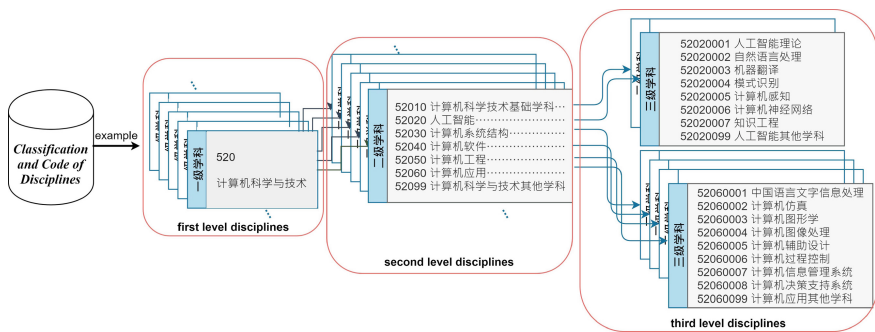 Classification
and Code of
Disciplines
example
一级学科
520
计算机科学与技术
first level disciplines
二级学科
52010 计算机科学技术基础学科…
52020 人工智能…………………
52030 计算机系统结构…………
52040 计算机软件………………
52050 计算机工程………………
52060 计算机应用………………
52099 计算机科学与技术其他学科
second level disciplines
三级学科
52020001 人工智能理论
52020002 自然语言处理
52020003 机器翻译
52020004 模式识别
52020005 计算机感知
52020006 计算机神经网络
52020007 知识工程
52020099 人工智能其他学科
三级学科
52060001 中国语言文字信息处理
52060002 计算机仿真
52060003 计算机图形学
52060004 计算机图像处理
52060005 计算机辅助设计
52060006 计算机过程控制
52060007 计算机信息管理系统
52060008 计算机决策支持系统
52060099 计算机应用其他学科
third level disciplines